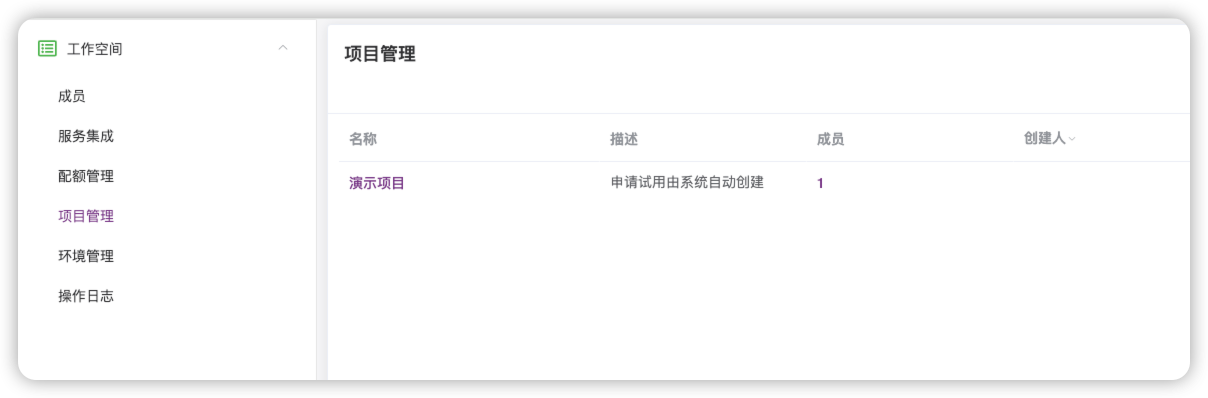 工作空间
成员
服务集成
配额管理
项目管理
环境管理
操作日志
项目管理
名称 描述 成员 创建人
演示项目 申请试用由系统自动创建 1